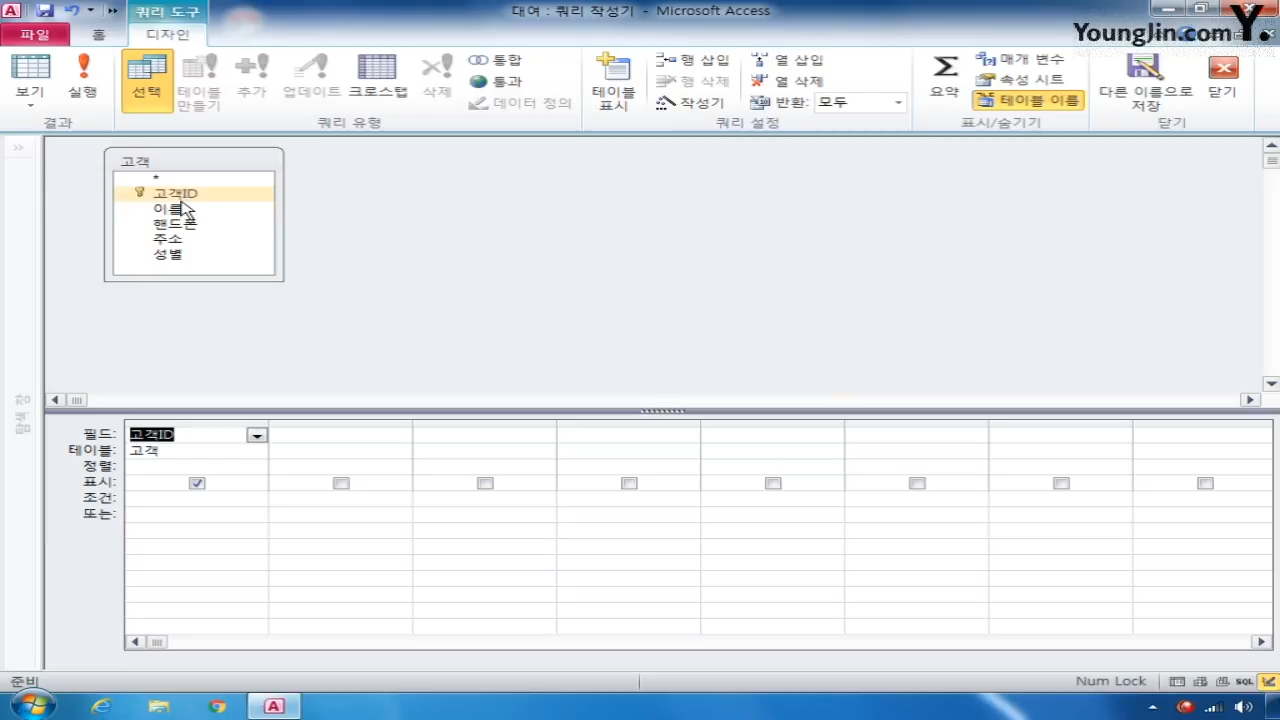 쿼리 도구
대여 : 쿼리 작성기 - Microsoft Access
YoungJin.com Y.
파일
홈
디자인
보기
실행
결과
선택
테이블 만들기
추가
업데이트
크로스탭
삭제
통합
통과
데이터 정의
쿼리 유형
테이블 표시
행 삽입
행 삭제
작성기
열 삽입
열 삭제
반환: 모두
쿼리 설정
요약
매개 변수
속성 시트
테이블 이름
표시/숨기기
다른 이름으로 저장
닫기
닫기
고객
*
고객ID
이름
핸드폰
주소
성별
탐색 창
필드: 고객ID
테이블: 고객
정렬:
표시:
조건:
또는:
준비
Num Lock
SQL